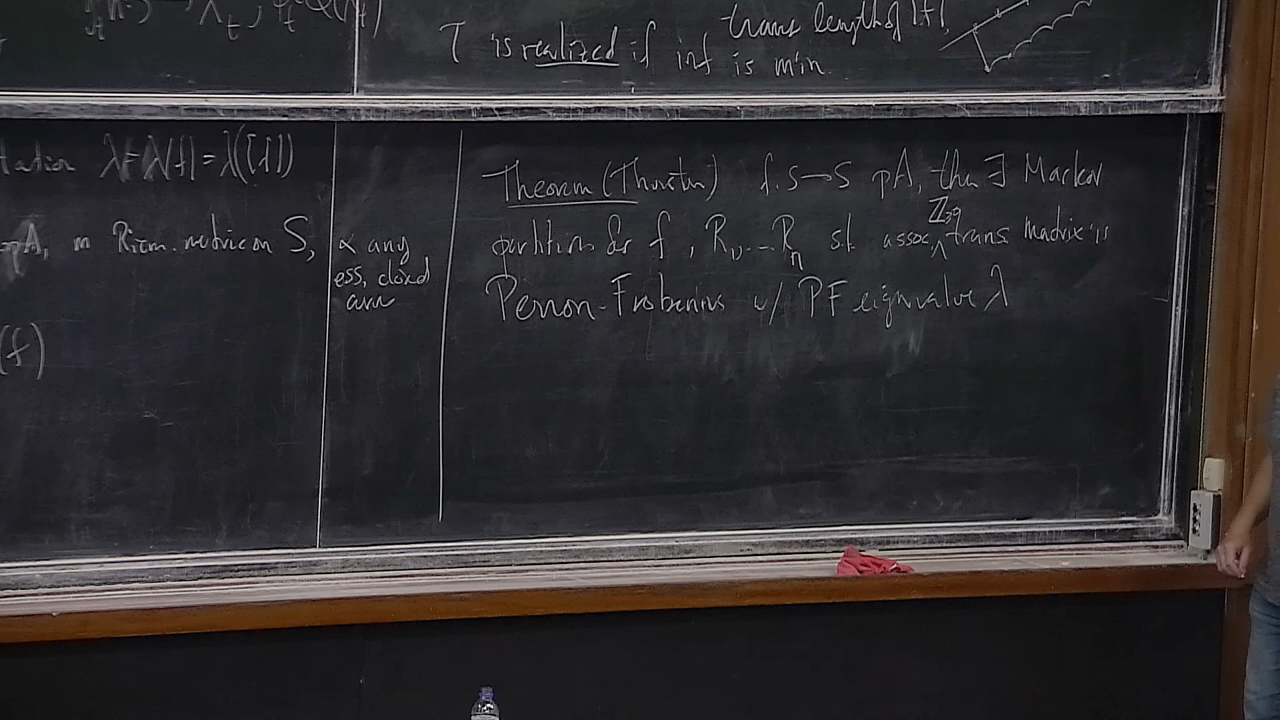 τ is realized if inf trans length of [f]
is min.
λ = λ(f) = λ([f])
pA, m Riem. metric on S, α any
ess. closed
curve
(f)
Theorem (Thurston) f: S → S pA, then ∃ Markov
partition for f, R₁, ... Rₙ s.t. assoc. ℤ≥0 trans matrix is
Perron-Frobenius w/ PF eigenvalue λ